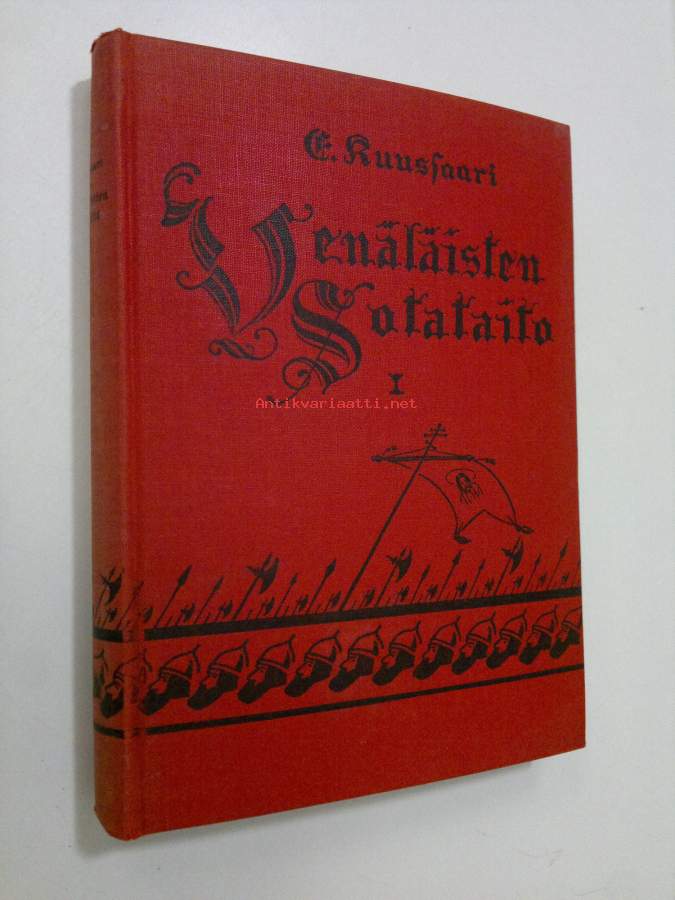 E. Kuussaari
Venäläisten
Sotataito
I
Antikvariaatti.net